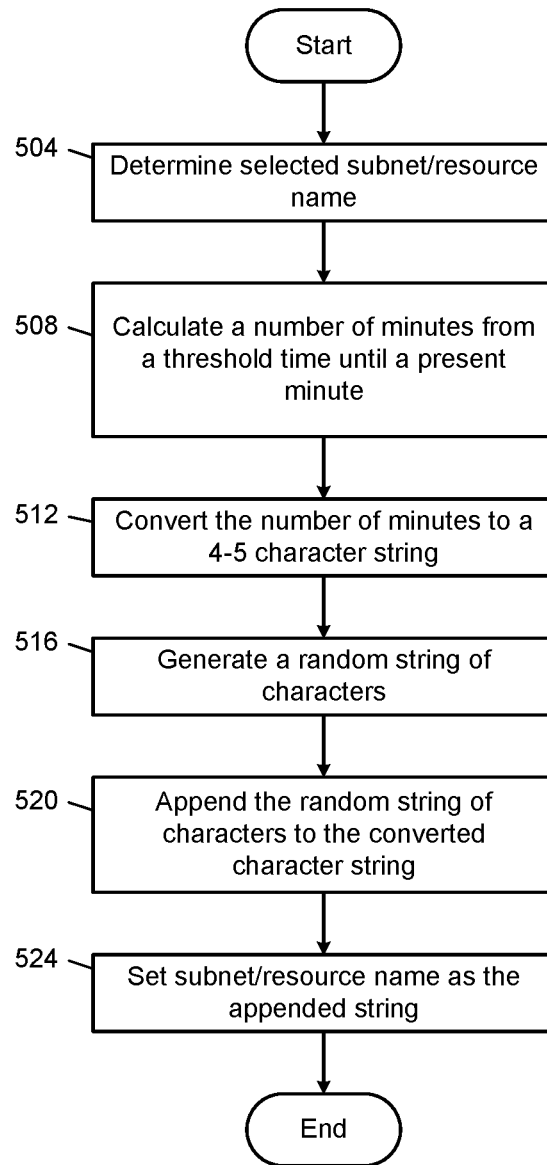 Start
504
Determine selected subnet/resource
name
508
Calculate a number of minutes from
a threshold time until a present
minute
512
Convert the number of minutes to a
4-5 character string
516
Generate a random string of
characters
520
Append the random string of
characters to the converted
character string
524
Set subnet/resource name as the
appended string
End